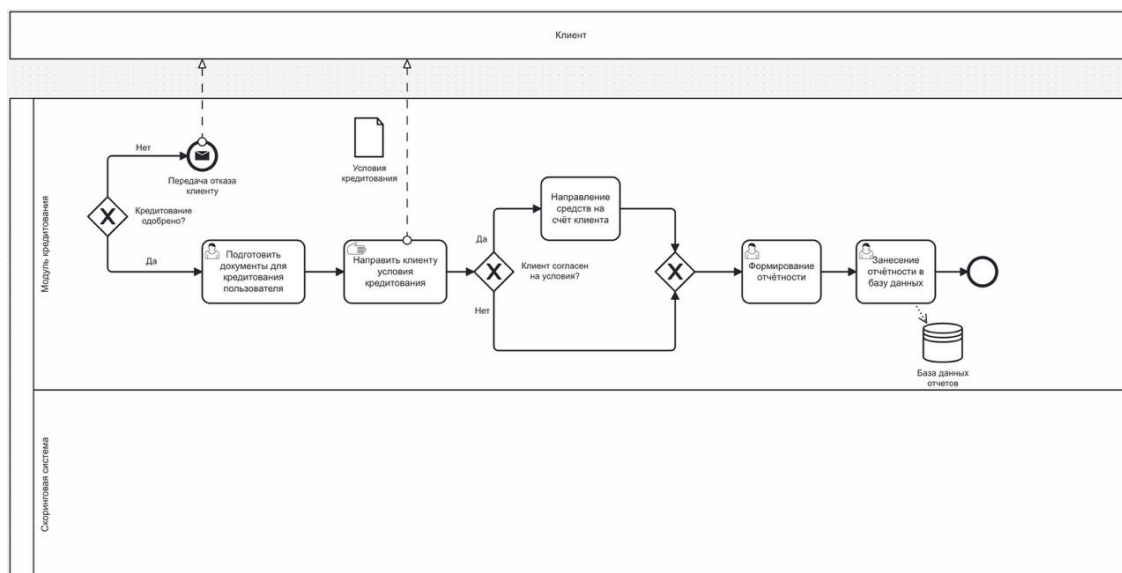 Клиент
Модуль кредитования
Нет
Передача отказа
клиенту
Условия
кредитования
Кредитование
одобрено?
Да
Подготовить
документы для
кредитования
пользователя
Направить клиенту
условия
кредитования
Да
Клиент согласен
на условия?
Нет
Направление
средств на
счёт клиента
Формирование
отчётности
Занесение
отчётности в
базу данных
База данных
отчетов
Скоринговая система